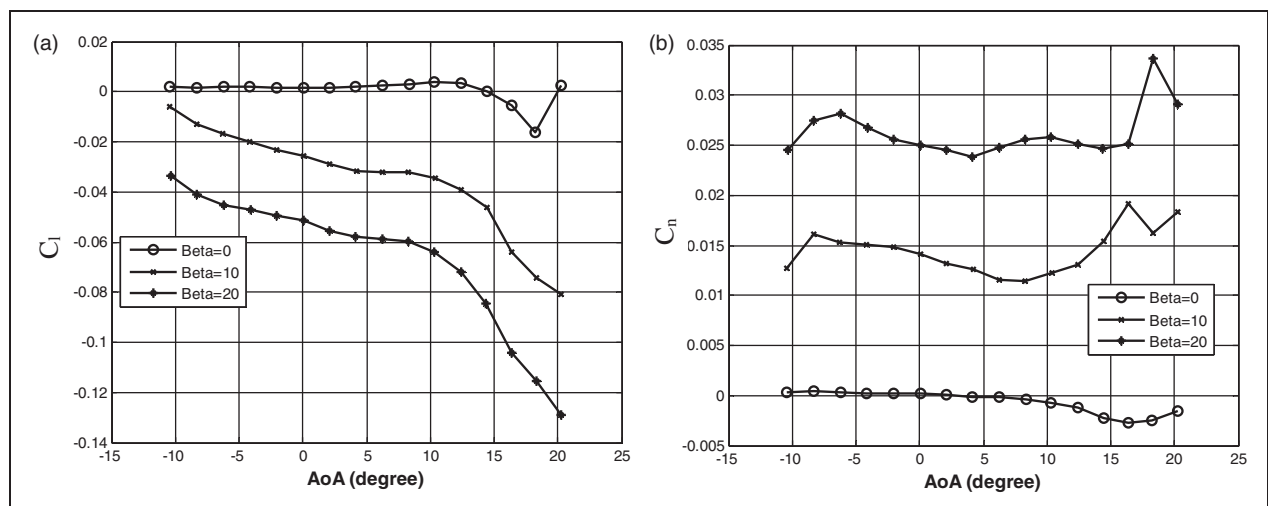 (a)
0.02
0
-0.02
-0.04
-0.06
-0.08
-0.1
-0.12
-0.14
C_l
Beta=0
Beta=10
Beta=20
-15 -10 -5 0 5 10 15 20 25
AoA (degree)
(b)
0.035
0.03
0.025
0.02
0.015
0.01
0.005
0
-0.005
C_n
Beta=0
Beta=10
Beta=20
-15 -10 -5 0 5 10 15 20 25
AoA (degree)